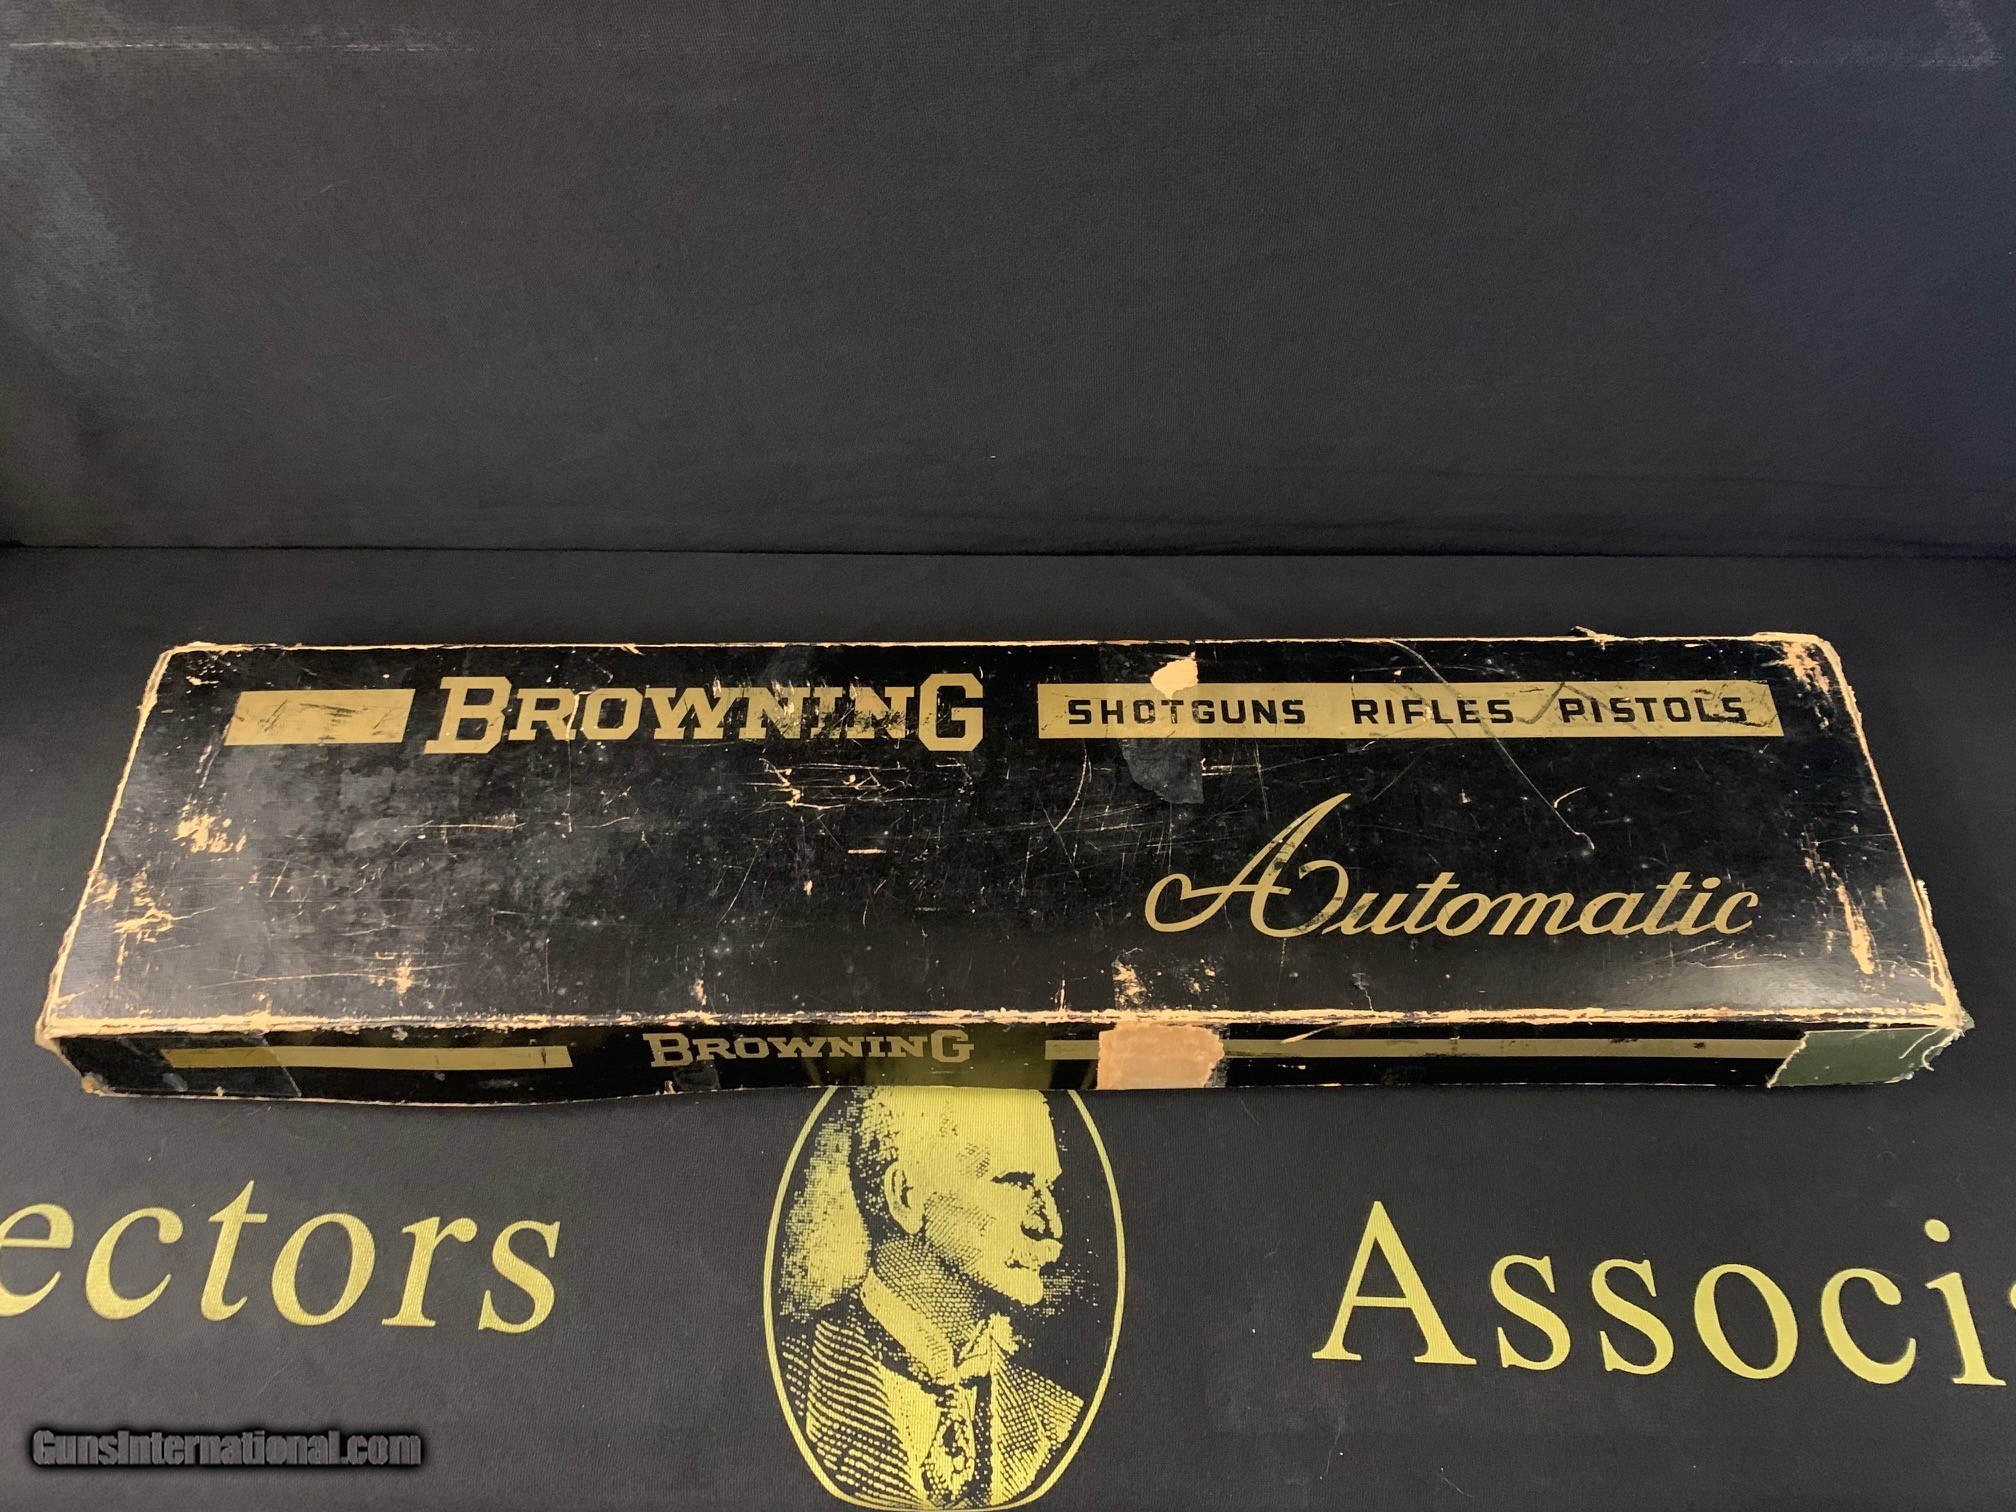 BROWNING SHOTGUNS RIFLES PISTOLS
Automatic
BROWNING
ectors Associ
GunsInternational.com